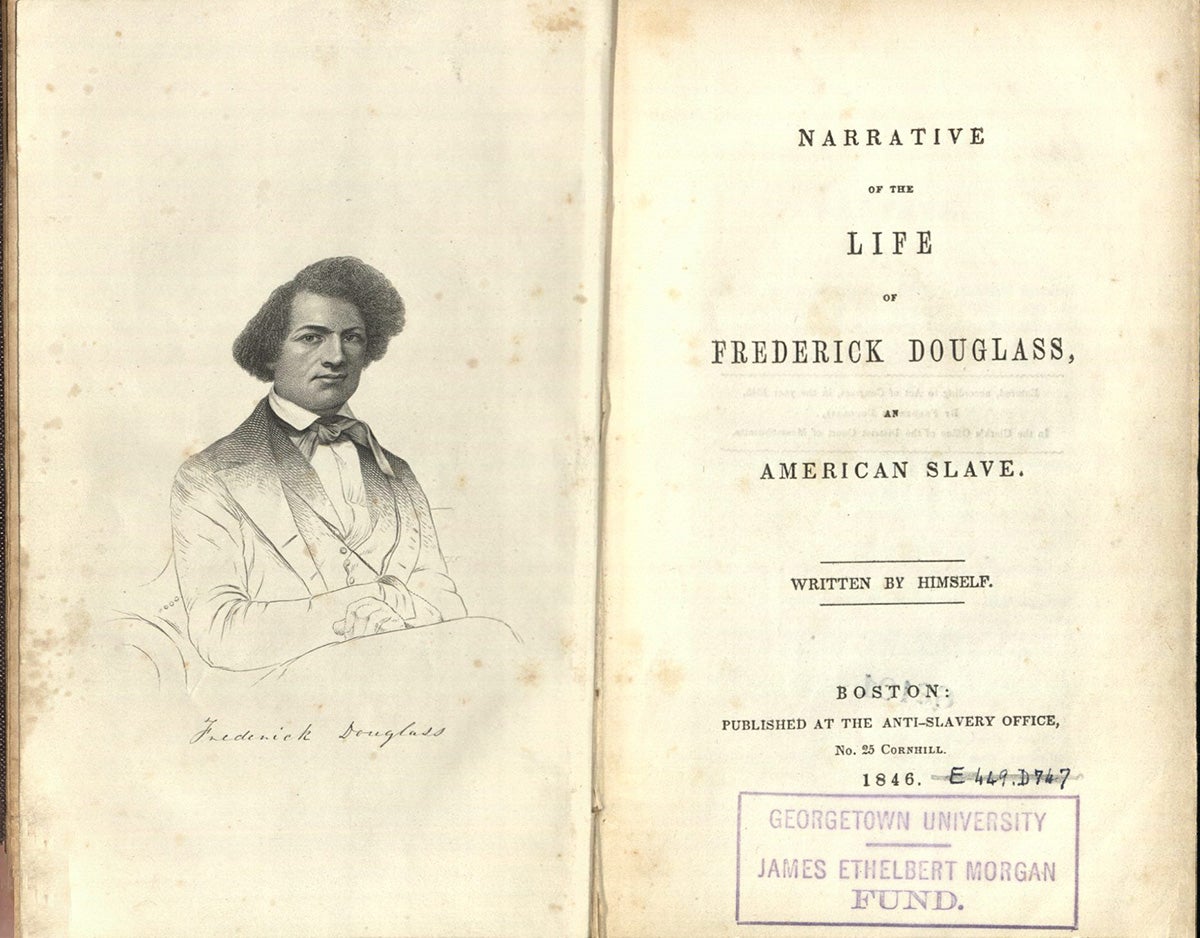 Frederick Douglass
NARRATIVE
OF THE
LIFE
OF
FREDERICK DOUGLASS,
AN
AMERICAN SLAVE.
WRITTEN BY HIMSELF.
BOSTON:
PUBLISHED AT THE ANTI-SLAVERY OFFICE,
No. 25 Cornhill.
1846. E 449.D747
GEORGETOWN UNIVERSITY
JAMES ETHELBERT MORGAN
FUND.